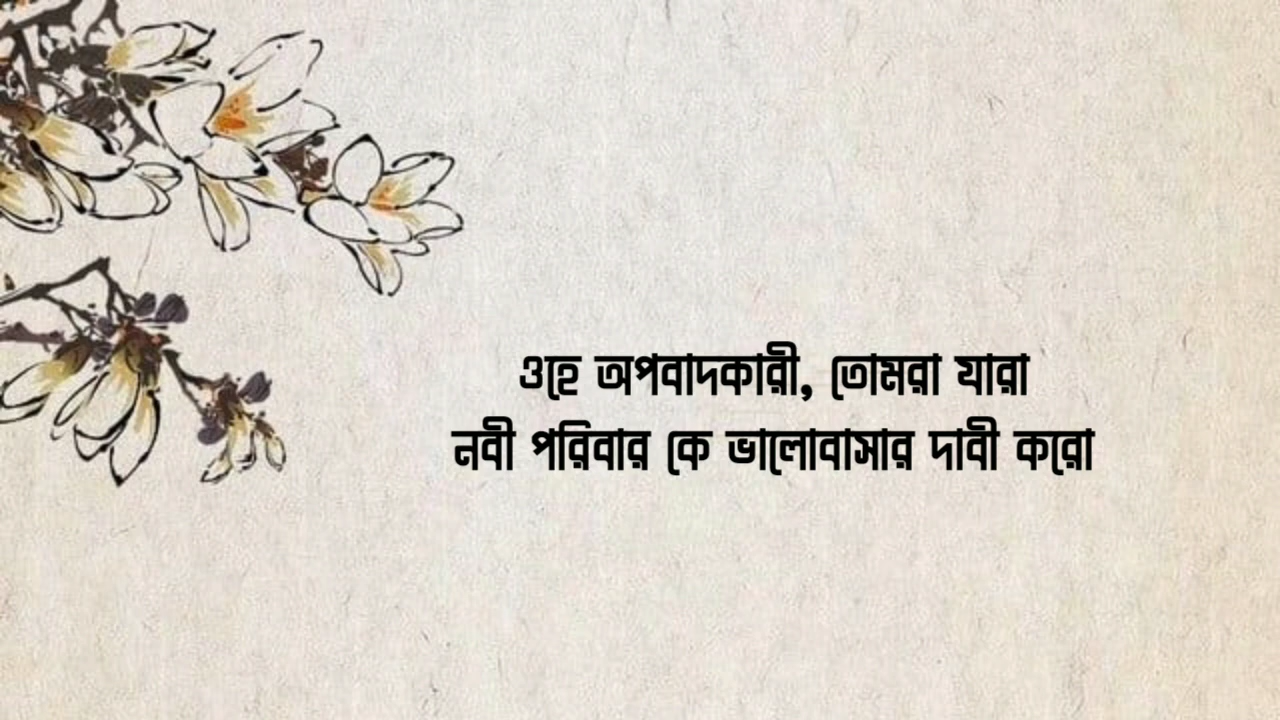 ওহে অপবাদকারী, তোমরা যারা
নবী পরিবার কে ভালোবাসার দাবী করো